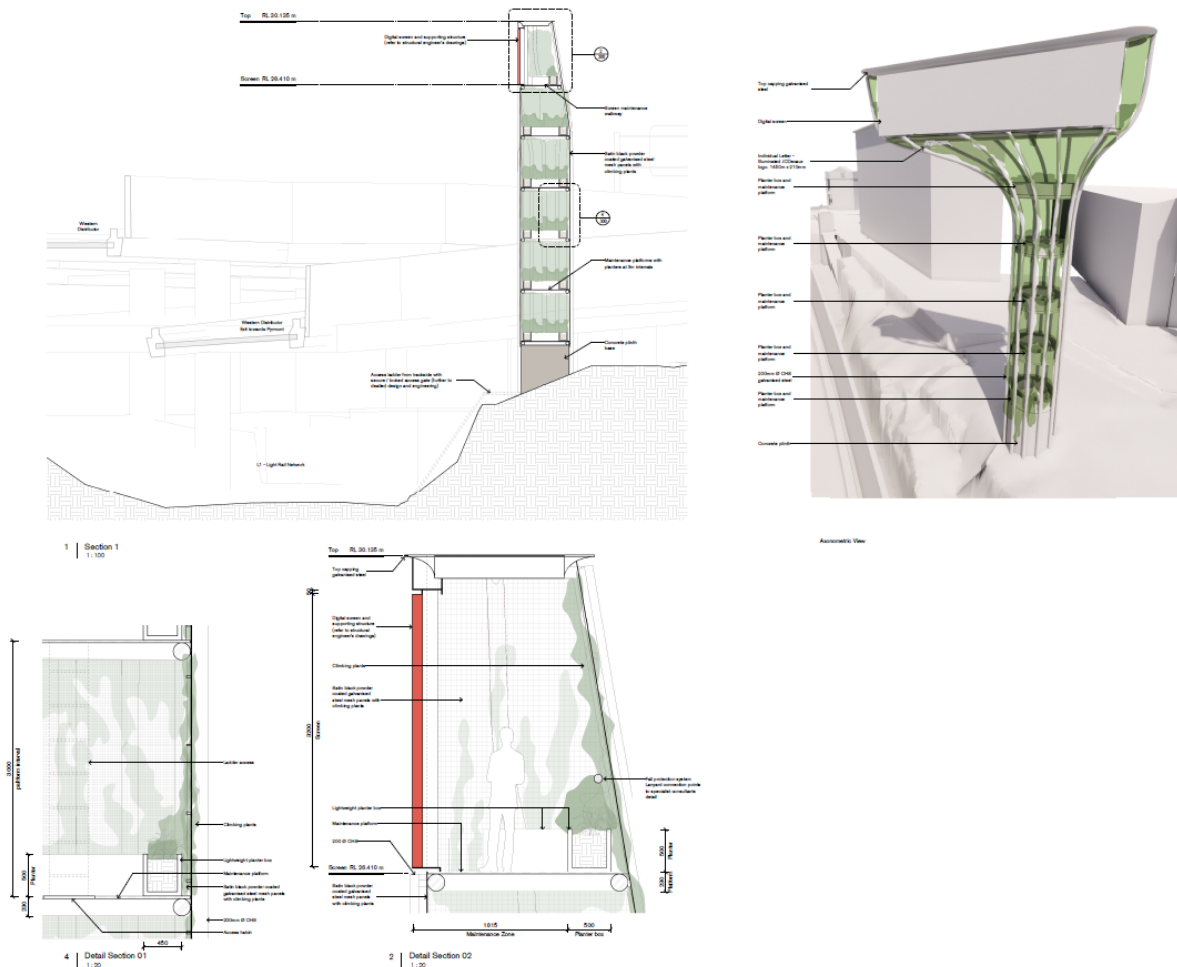 Top RL 30.135 m
Digital screen and supporting structure
(refer to structural engineer's drawings)
Screen RL 26.410 m
Screen maintenance
walkway
Satin black powder
coated galvanised steel
mesh panels with
climbing plants
Western
Distributor
Maintenance platforms with
planters at 3m intervals
Western Distributor
Exit towards Pyrmont
Concrete plinth
base
Access ladder from trackside with
secure / locked access gate (further to
detailed design and engineering)
L1 - Light Rail Network
1 Section 1
1 : 100
Top capping galvanised
steel
Digital screen
Individual Letter -
Planter box and
maintenance
platform
Planter box and
maintenance
platform
Planter box and
maintenance
platform
Planter box and
maintenance
platform
200mm Ø CHS
galvanised steel
Planter box and
maintenance
platform
Concrete plinth
Axonometric View
3000
platform interval
500
Planter
200
Ladder access
Climbing plants
Lightweight planter box
Maintenance platform
Satin black powder coated
galvanised steel mesh panels
with climbing plants
200mm Ø CHS
Access hatch
450
4 Detail Section 01
1 : 20
Top RL 30.135 m
Top capping
galvanised steel
Digital screen and
supporting structure
(refer to structural
engineer's drawings)
Climbing plants
Satin black powder
coated galvanised
steel mesh panels with
climbing plants
Screen
Fall protection system
Lanyard connection points
to specialist consultants
detail
Lightweight planter box
Maintenance platform
200 Ø CHS
Screen RL 26.410 m
Satin black powder
coated galvanised
steel mesh panels
with climbing plants
500
Planter
200
Platform
1815
Maintenance Zone
500
Planter box
2 Detail Section 02
1 : 20